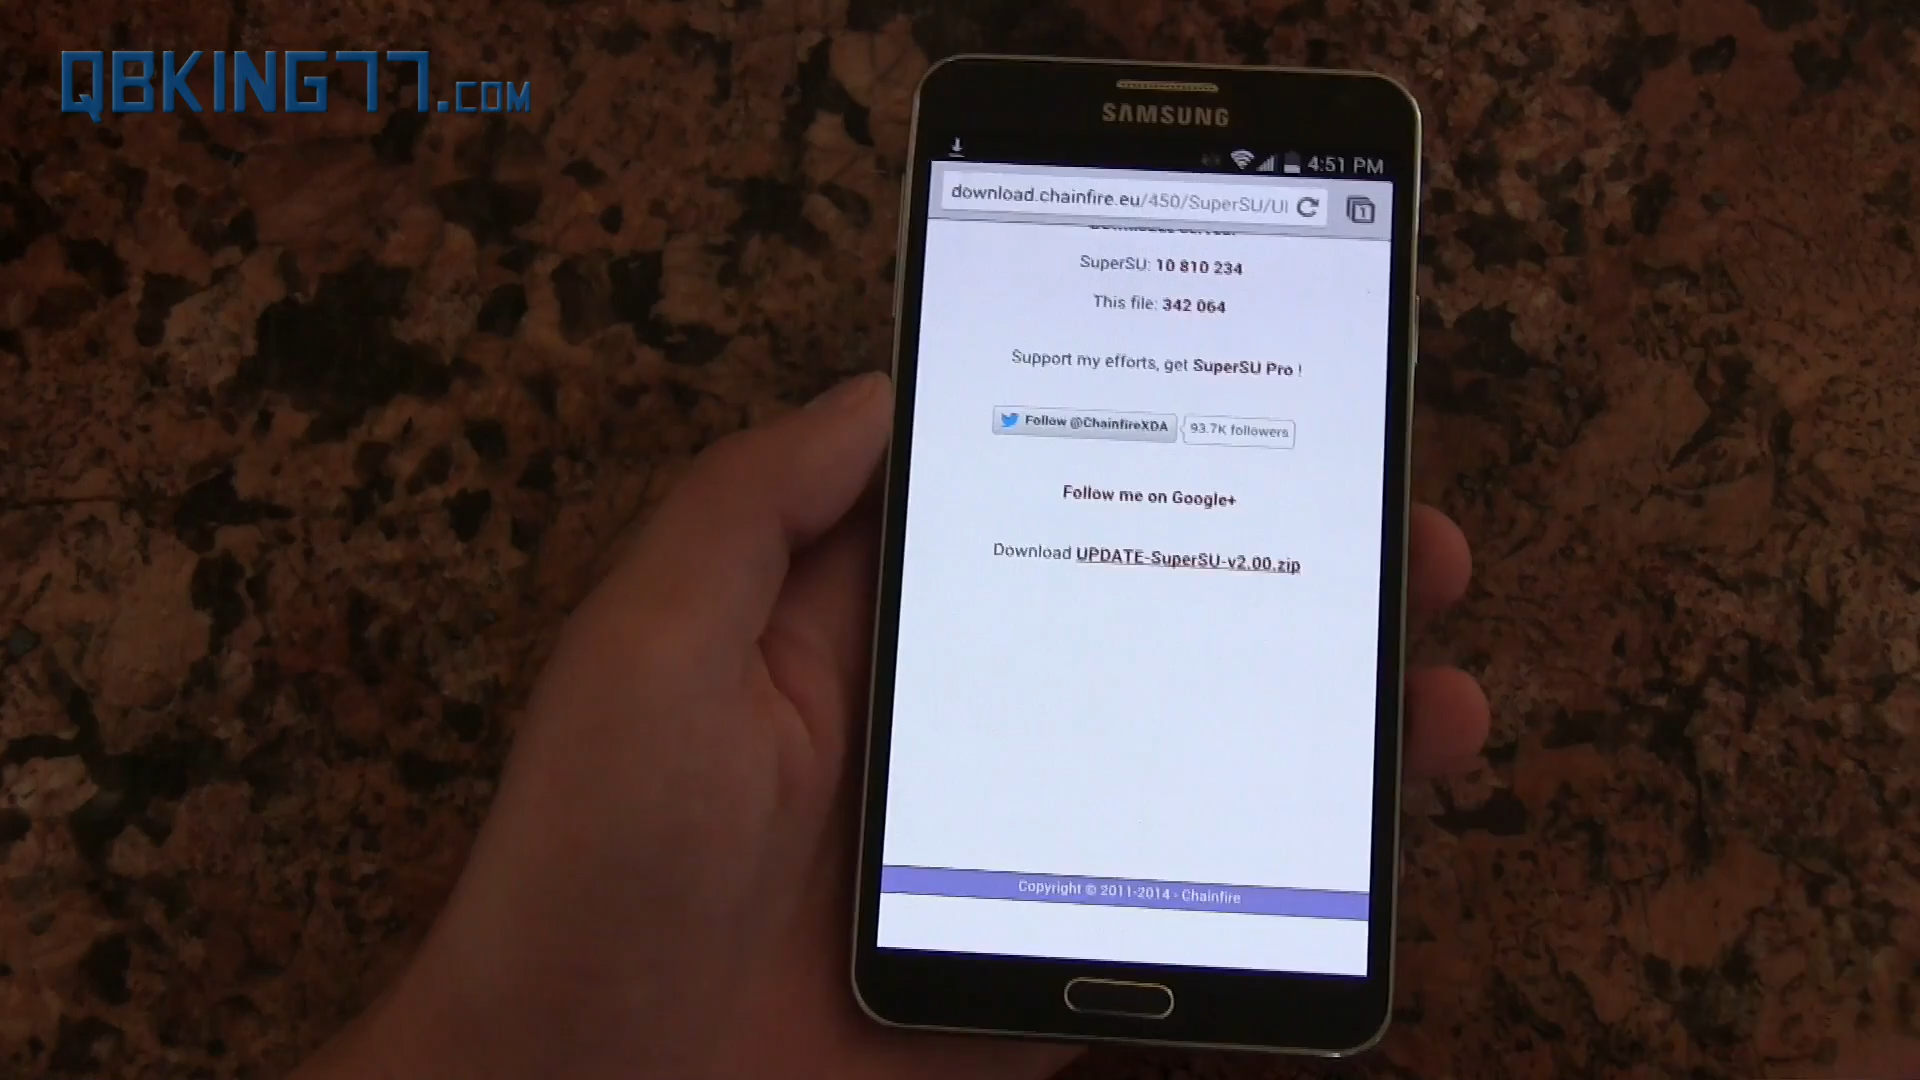 QBKING77.COM
SAMSUNG
4:51 PM
download.chainfire.eu/450/SuperSU/U
1
SuperSU: 10 810 234
This file: 342 064
Support my efforts, get SuperSU Pro !
Follow @ChainfireXDA 93.7K followers
Follow me on Google+
Download UPDATE-SuperSU-v2.00.zip
Copyright © 2011-2014 - Chainfire